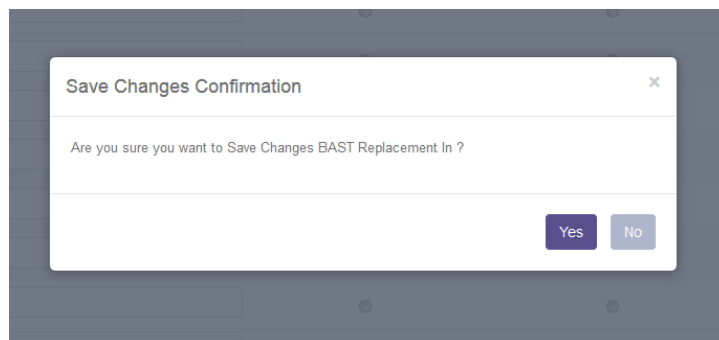 Save Changes Confirmation ×
Are you sure you want to Save Changes BAST Replacement In ?
Yes No